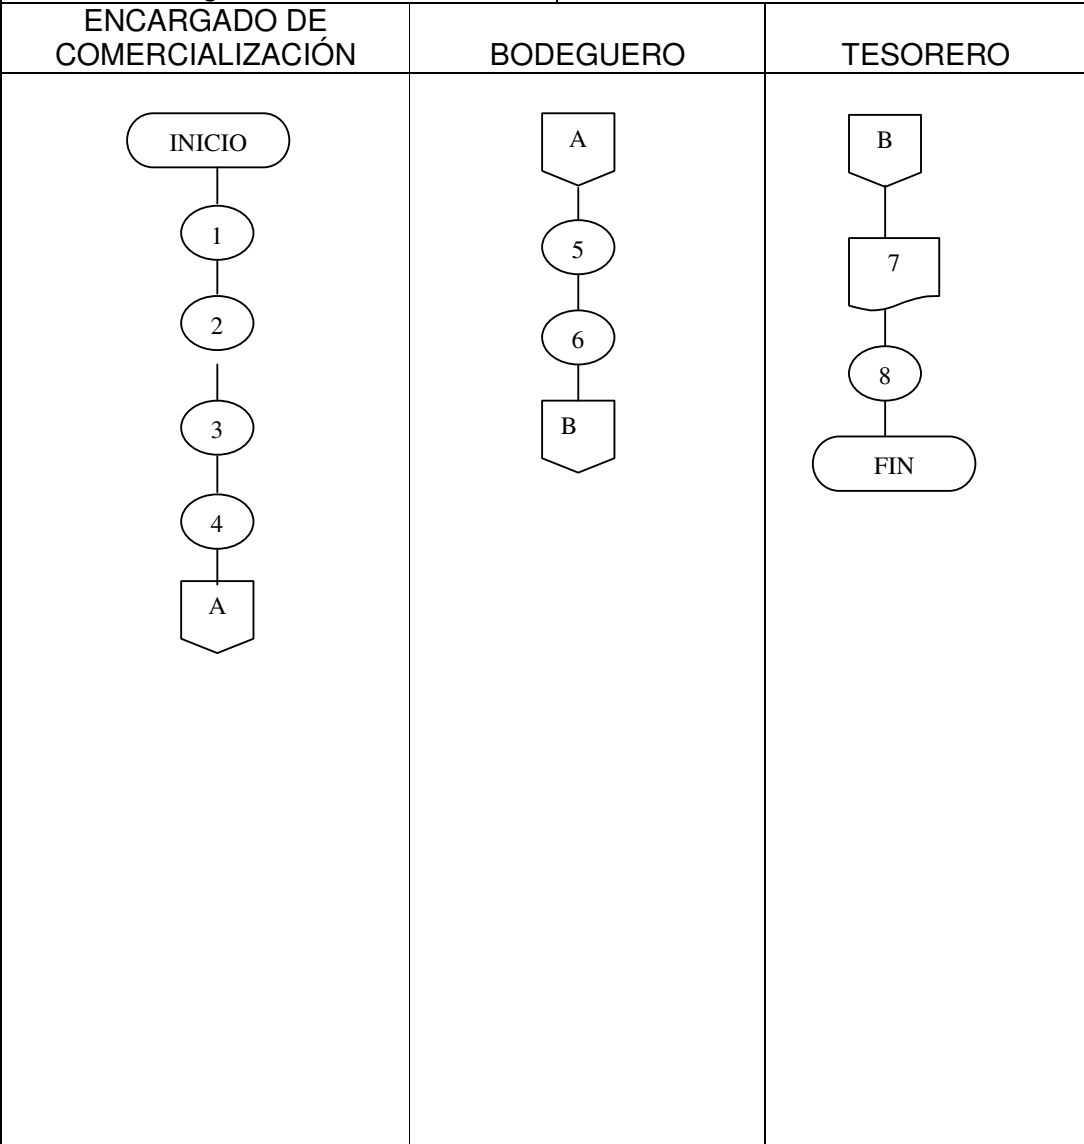 ENCARGADO DE
COMERCIALIZACIÓN
BODEGUERO
TESORERO
INICIO
1
2
3
4
A
A
5
6
B
B
7
8
FIN